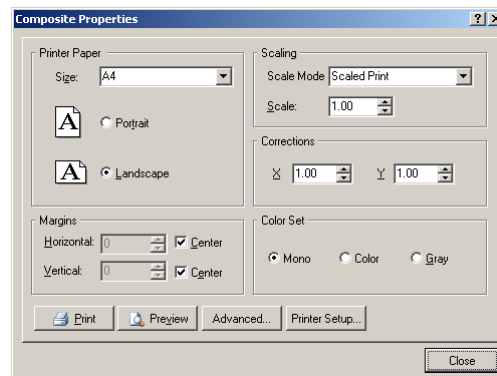 Composite Properties
Printer Paper
Size: A4
A Portrait
A Landscape
Scaling
Scale Mode Scaled Print
Scale: 1.00
Corrections
X 1.00 Y 1.00
Margins
Horizontal: 0 Center
Vertical: 0 Center
Color Set
Mono Color Gray
Print Preview Advanced... Printer Setup...
Close